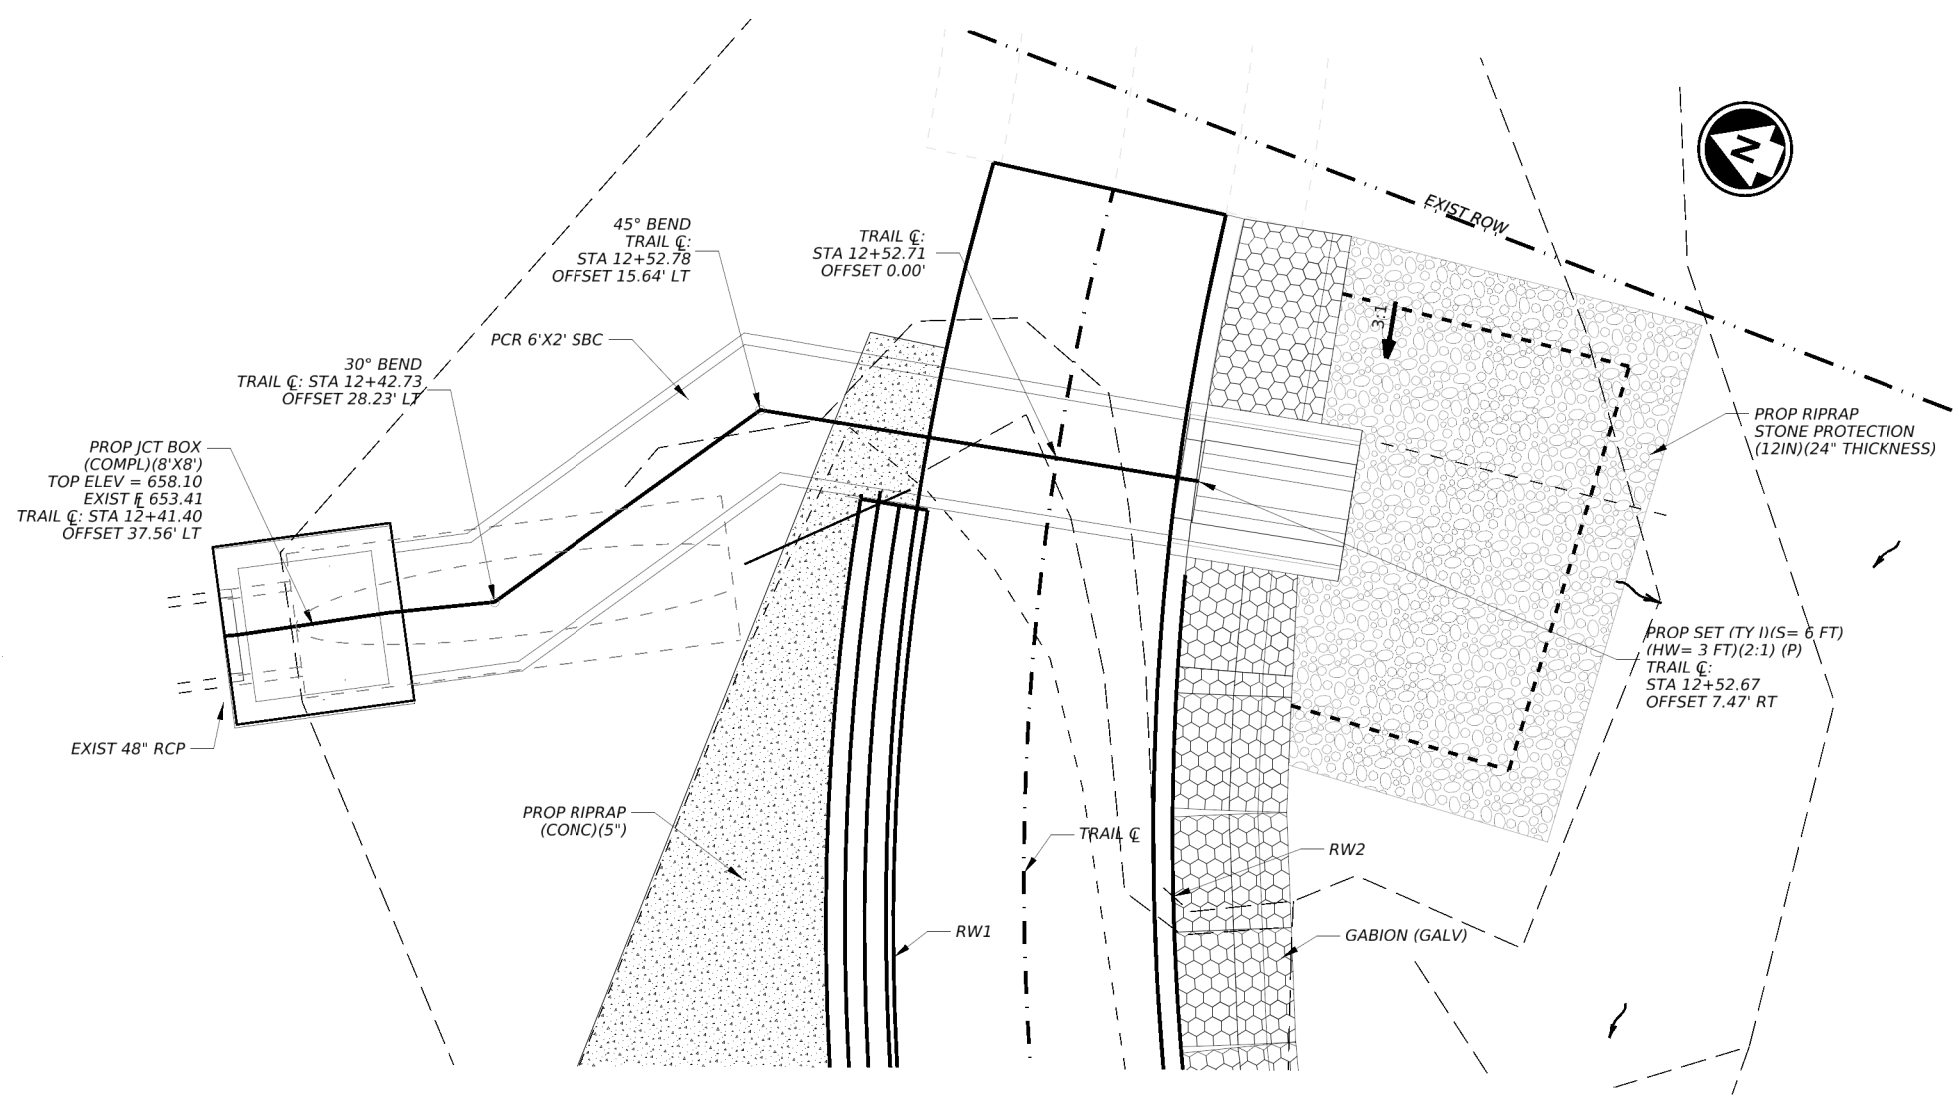 N
EXIST ROW
45° BEND
TRAIL ℄:
STA 12+52.78
OFFSET 15.64' LT
TRAIL ℄:
STA 12+52.71
OFFSET 0.00'
3:1
PCR 6'X2' SBC
30° BEND
TRAIL ℄: STA 12+42.73
OFFSET 28.23' LT
PROP JCT BOX
(COMPL)(8'X8')
TOP ELEV = 658.10
EXIST FL 653.41
TRAIL ℄: STA 12+41.40
OFFSET 37.56' LT
PROP RIPRAP
STONE PROTECTION
(12IN)(24" THICKNESS)
PROP SET (TY I)(S= 6 FT)
(HW= 3 FT)(2:1) (P)
TRAIL ℄:
STA 12+52.67
OFFSET 7.47' RT
EXIST 48" RCP
PROP RIPRAP
(CONC)(5")
TRAIL ℄
RW2
RW1
GABION (GALV)